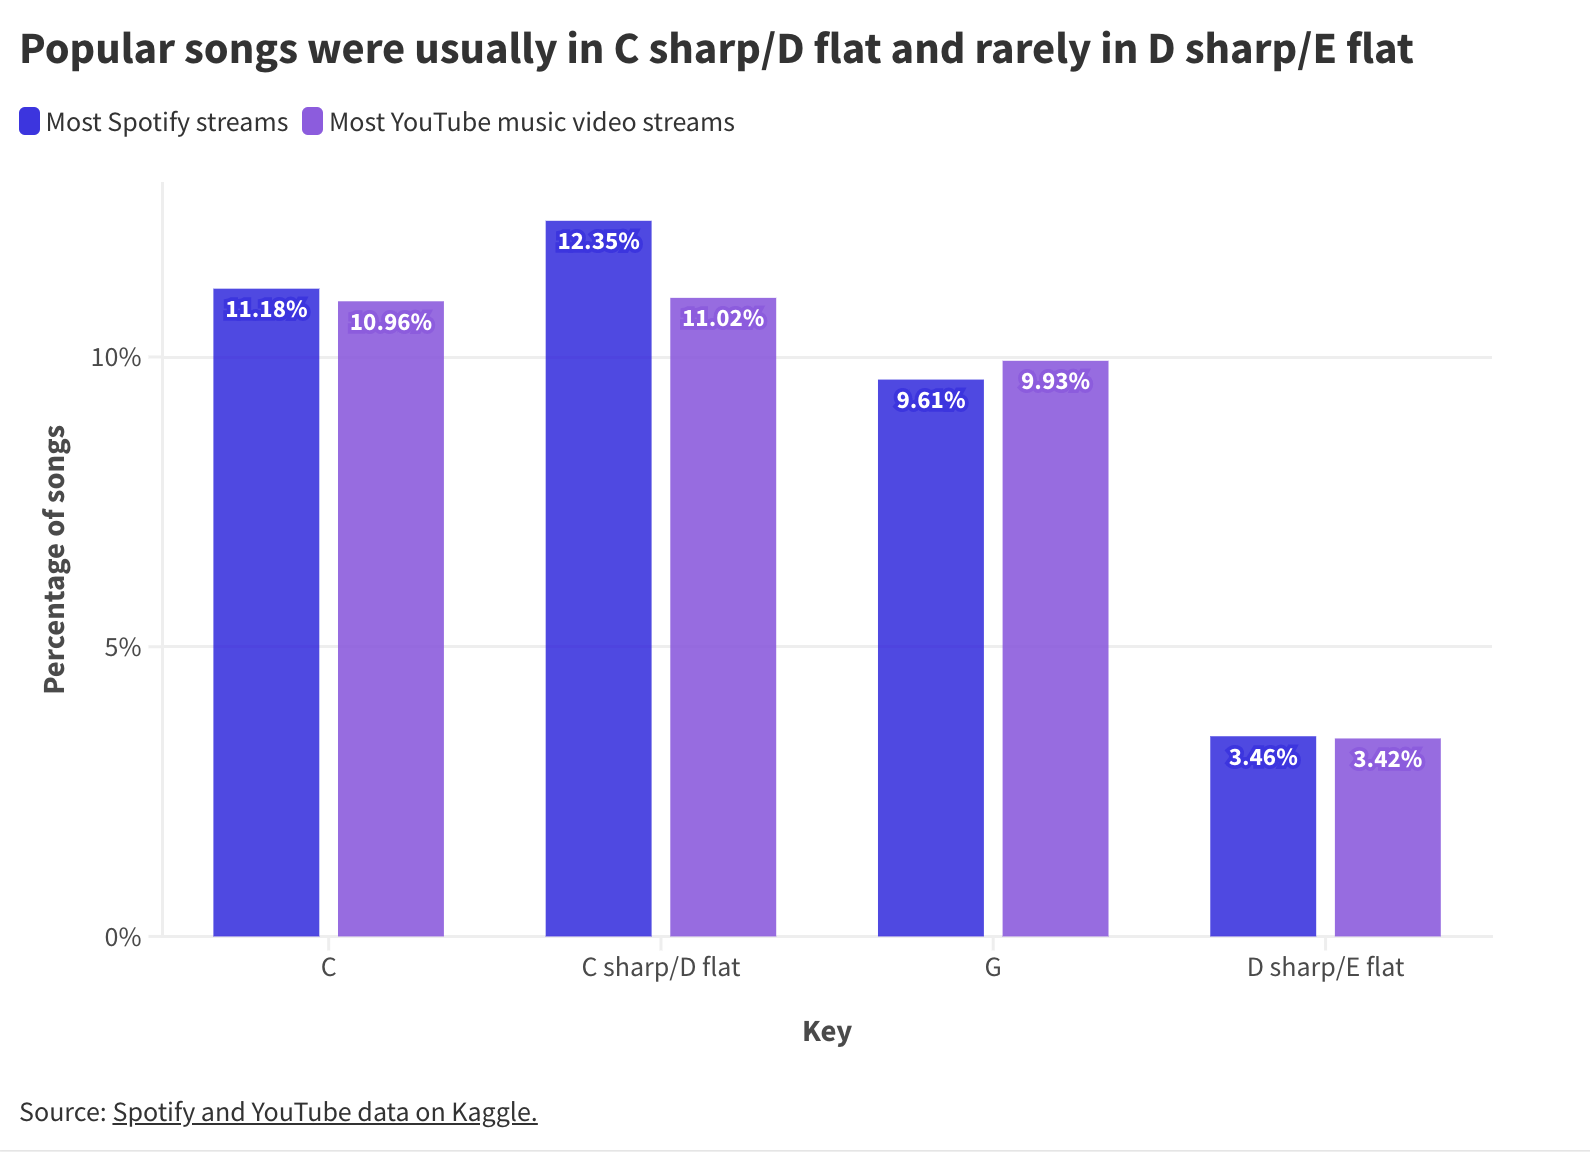 Popular songs were usually in C sharp/D flat and rarely in D sharp/E flat
Most Spotify streams Most YouTube music video streams
12.35%
11.18% 10.96% 11.02%
10%
9.61% 9.93%
Percentage of songs
5%
3.46% 3.42%
0%
C C sharp/D flat G D sharp/E flat
Key
Source: Spotify and YouTube data on Kaggle.